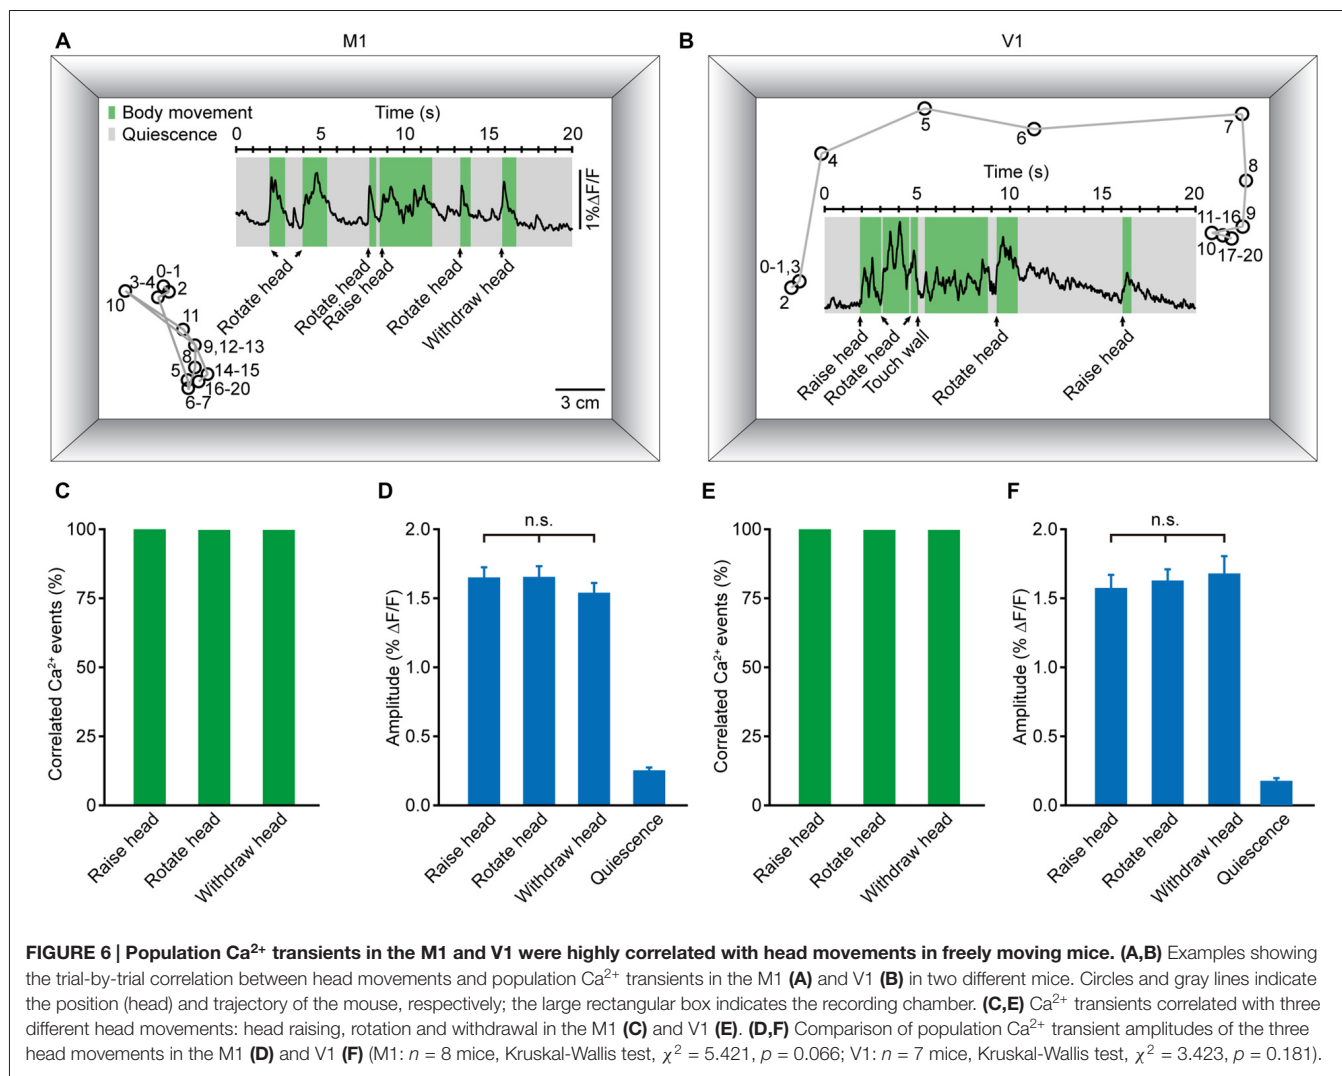 A
M1
Body movement
Quiescence
Time (s)
0 5 10 15 20
1%ΔF/F
Rotate head
Rotate head
Raise head
Rotate head
Withdraw head
0-1
3-4
2
10
11
9,12-13
8
14-15
5
16-20
6-7
3 cm
B
V1
5
6
7
4
8
Time (s)
0 5 10 15 20
11-16
9
10
17-20
0-1,3
2
Raise head
Rotate head
Touch wall
Rotate head
Raise head
C
Correlated Ca²⁺ events (%)
100
75
50
25
0
Raise head
Rotate head
Withdraw head
D
Amplitude (% ΔF/F)
2.0
1.5
1.0
0.5
0.0
n.s.
Raise head
Rotate head
Withdraw head
Quiescence
E
Correlated Ca²⁺ events (%)
100
75
50
25
0
Raise head
Rotate head
Withdraw head
F
Amplitude (% ΔF/F)
2.0
1.5
1.0
0.5
0.0
n.s.
Raise head
Rotate head
Withdraw head
Quiescence
FIGURE 6 | Population Ca²⁺ transients in the M1 and V1 were highly correlated with head movements in freely moving mice. (A,B) Examples showing
the trial-by-trial correlation between head movements and population Ca²⁺ transients in the M1 (A) and V1 (B) in two different mice. Circles and gray lines indicate
the position (head) and trajectory of the mouse, respectively; the large rectangular box indicates the recording chamber. (C,E) Ca²⁺ transients correlated with three
different head movements: head raising, rotation and withdrawal in the M1 (C) and V1 (E). (D,F) Comparison of population Ca²⁺ transient amplitudes of the three
head movements in the M1 (D) and V1 (F) (M1: n = 8 mice, Kruskal-Wallis test, χ² = 5.421, p = 0.066; V1: n = 7 mice, Kruskal-Wallis test, χ² = 3.423, p = 0.181).